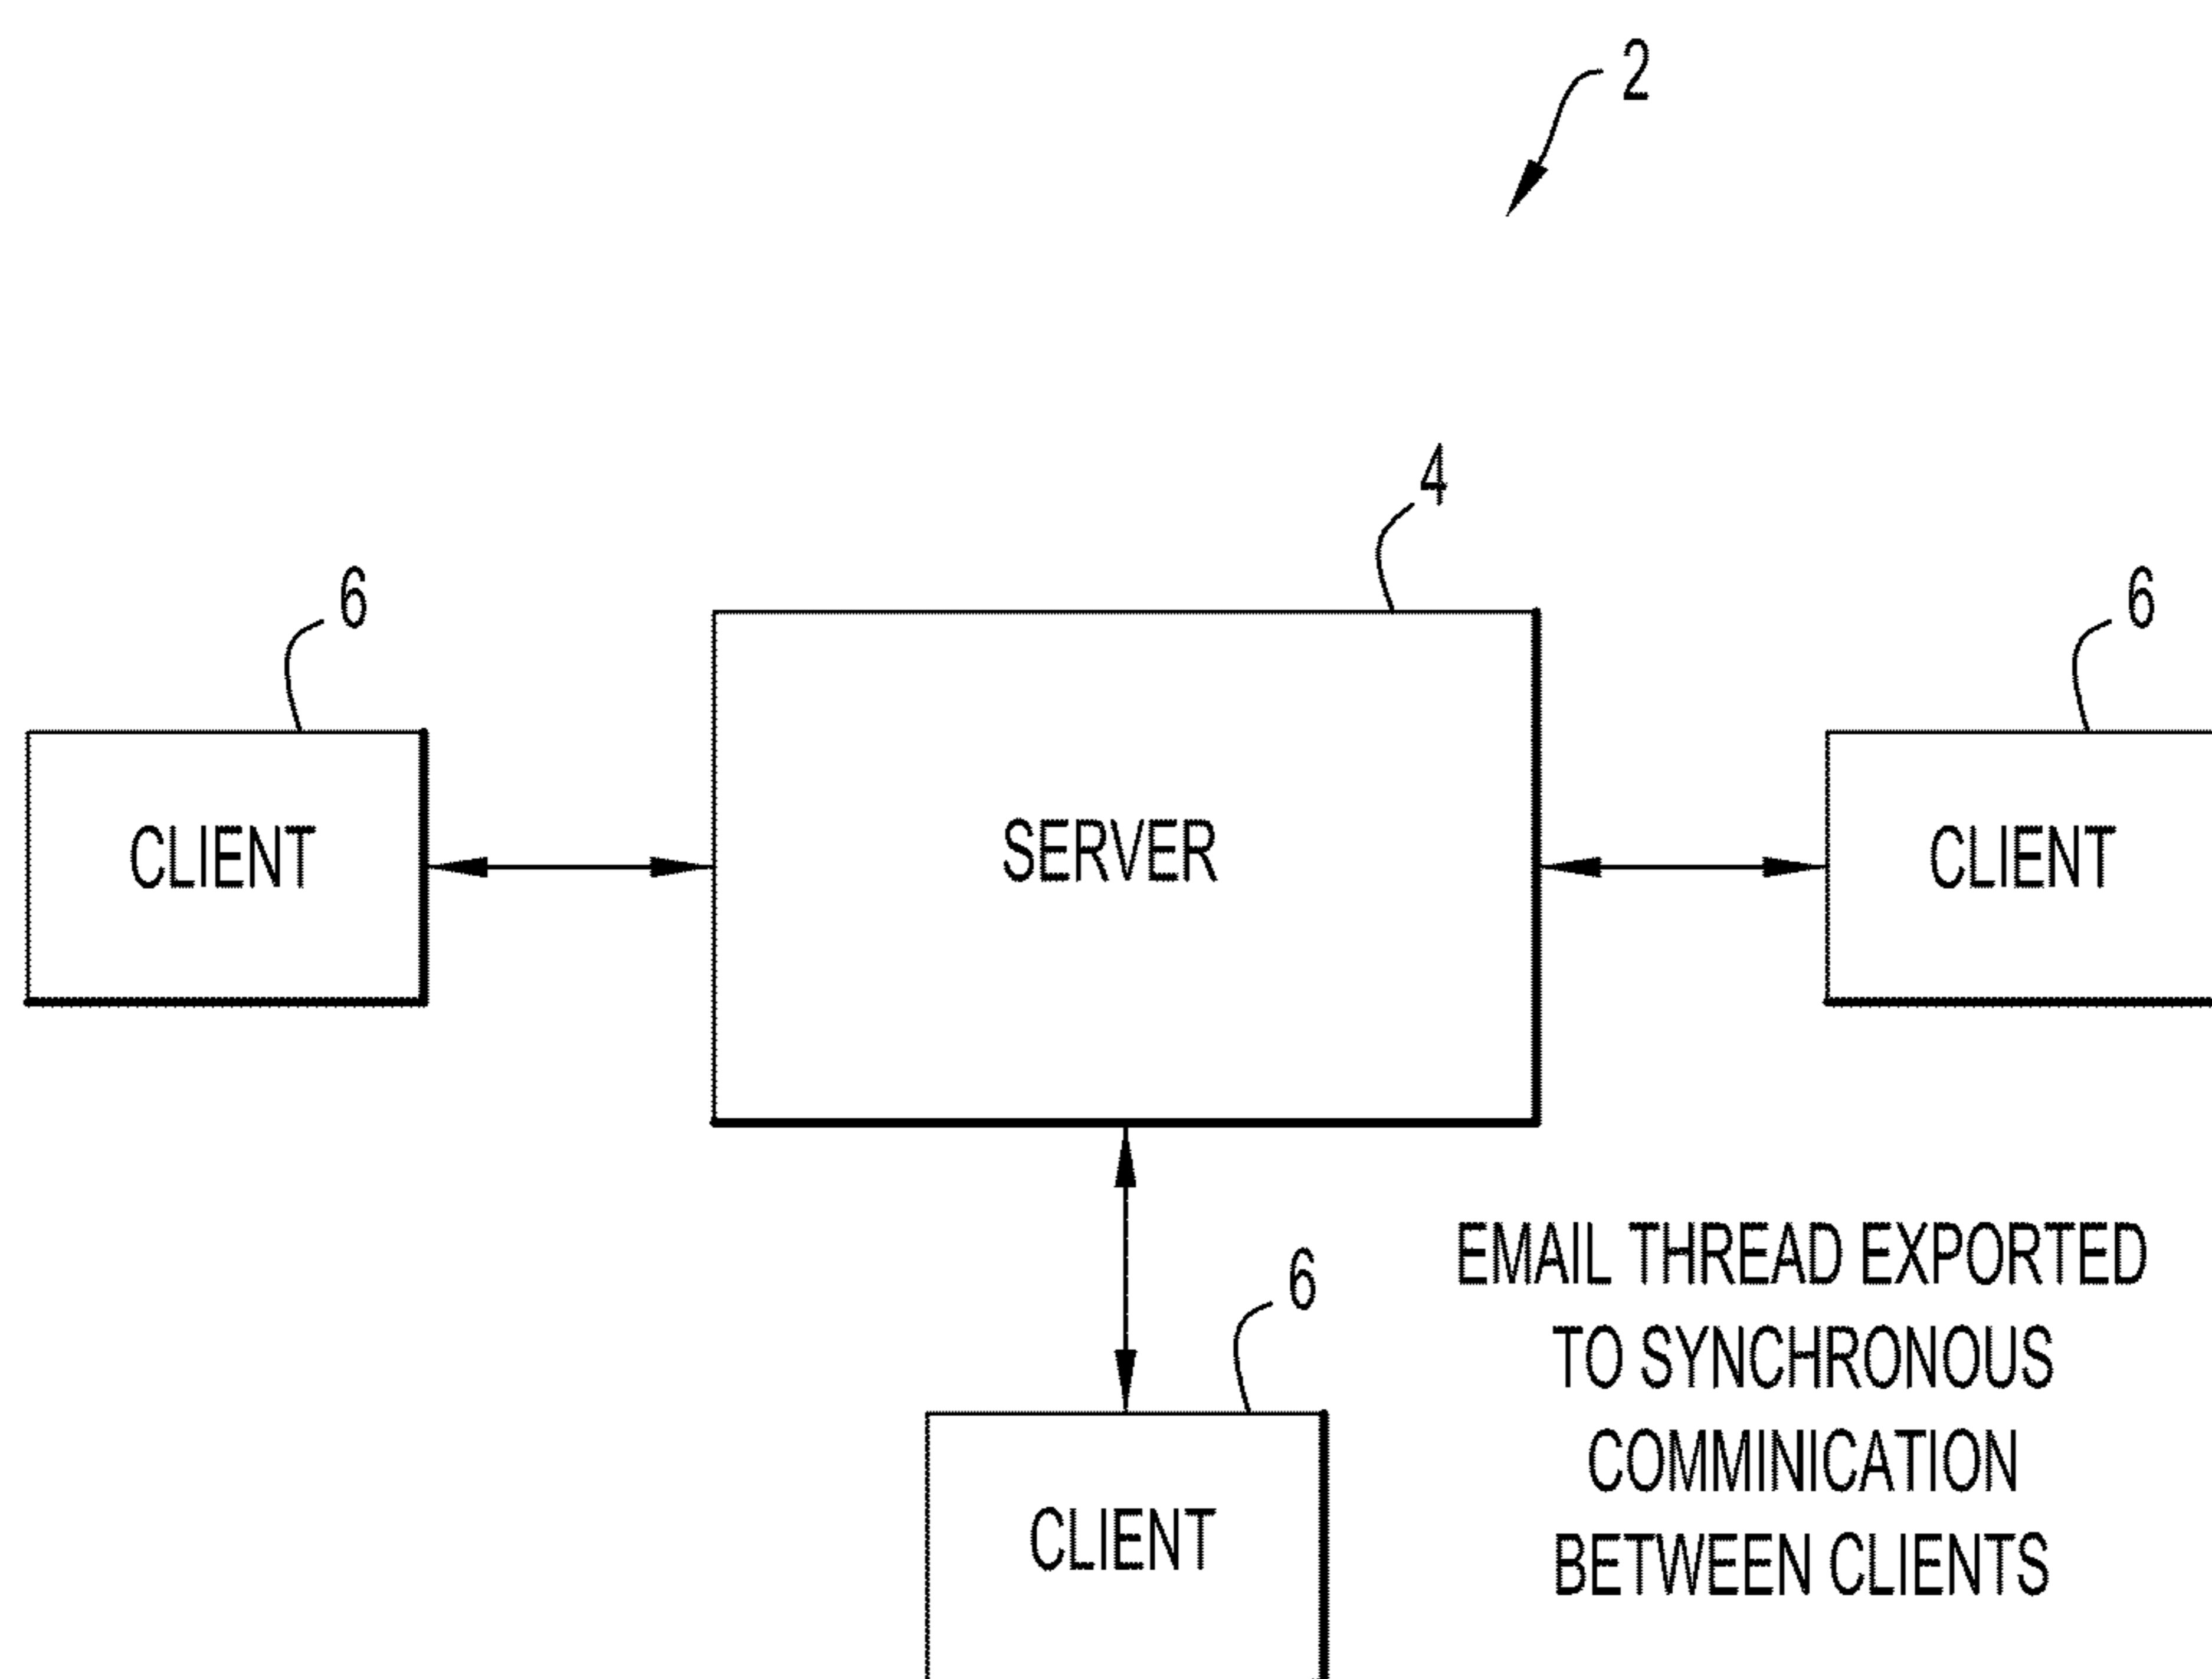 2
4
6
6
CLIENT
SERVER
CLIENT
6
EMAIL THREAD EXPORTED
TO SYNCHRONOUS
COMMINICATION
BETWEEN CLIENTS
CLIENT